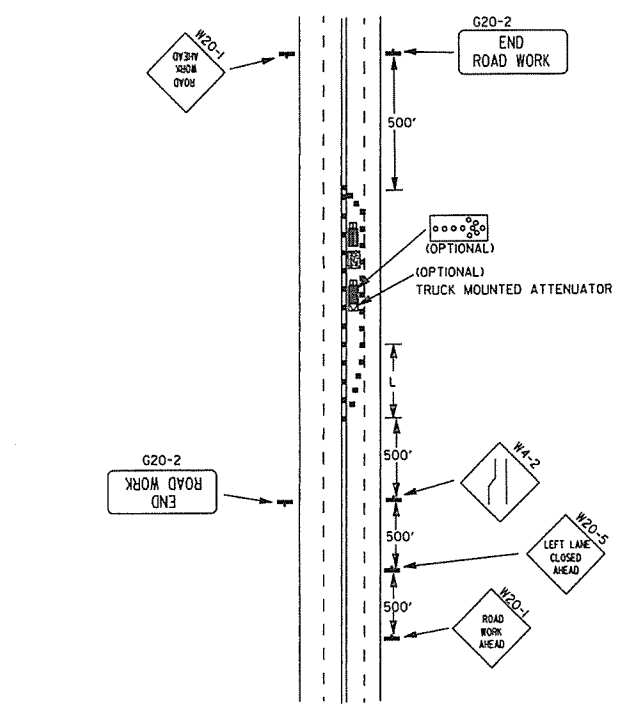 G20-2
END
ROAD WORK
W20-1
ROAD
WORK
AHEAD
500'
(OPTIONAL)
(OPTIONAL)
TRUCK MOUNTED ATTENUATOR
L
500'
W4-2
G20-2
END
ROAD WORK
500'
W20-5
LEFT LANE
CLOSED
AHEAD
500'
W20-1
ROAD
WORK
AHEAD